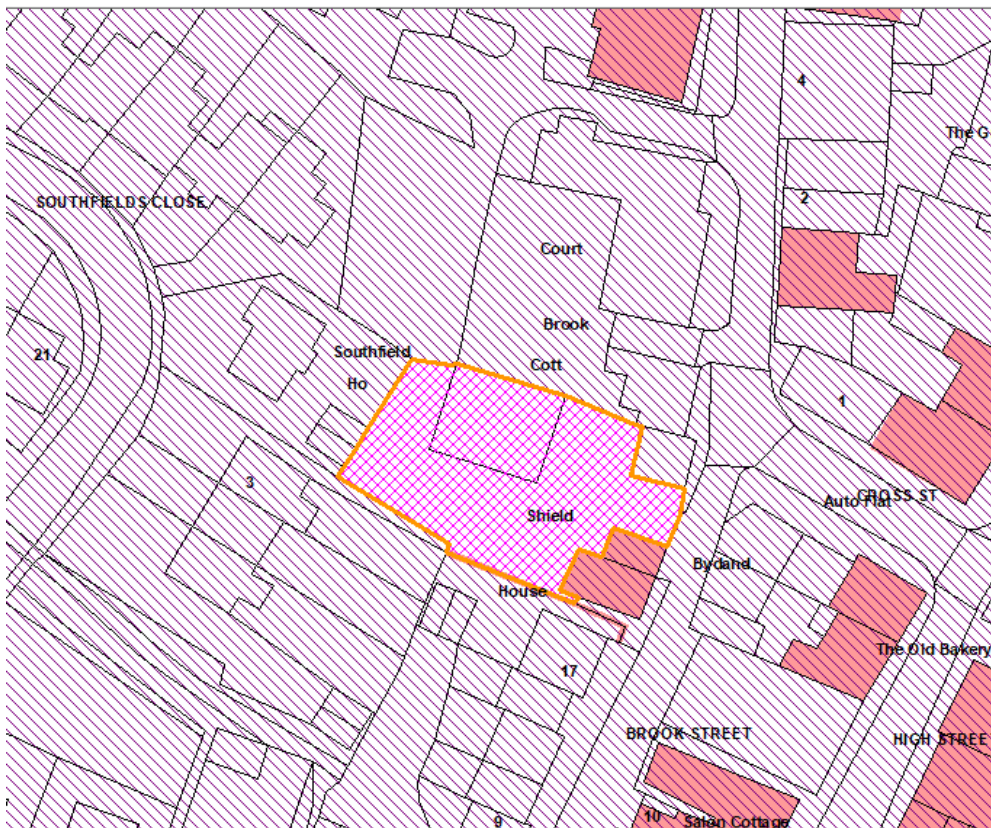 4
The G
SOUTHFIELDS CLOSE
2
Court
Brook
Southfield
Ho
Cott
21
1
3
CROSS ST
Auto Flat
Shield
Bydand
House
The Old Bakery
17
BROOK STREET
HIGH STREE
10
Salon Cottage
9